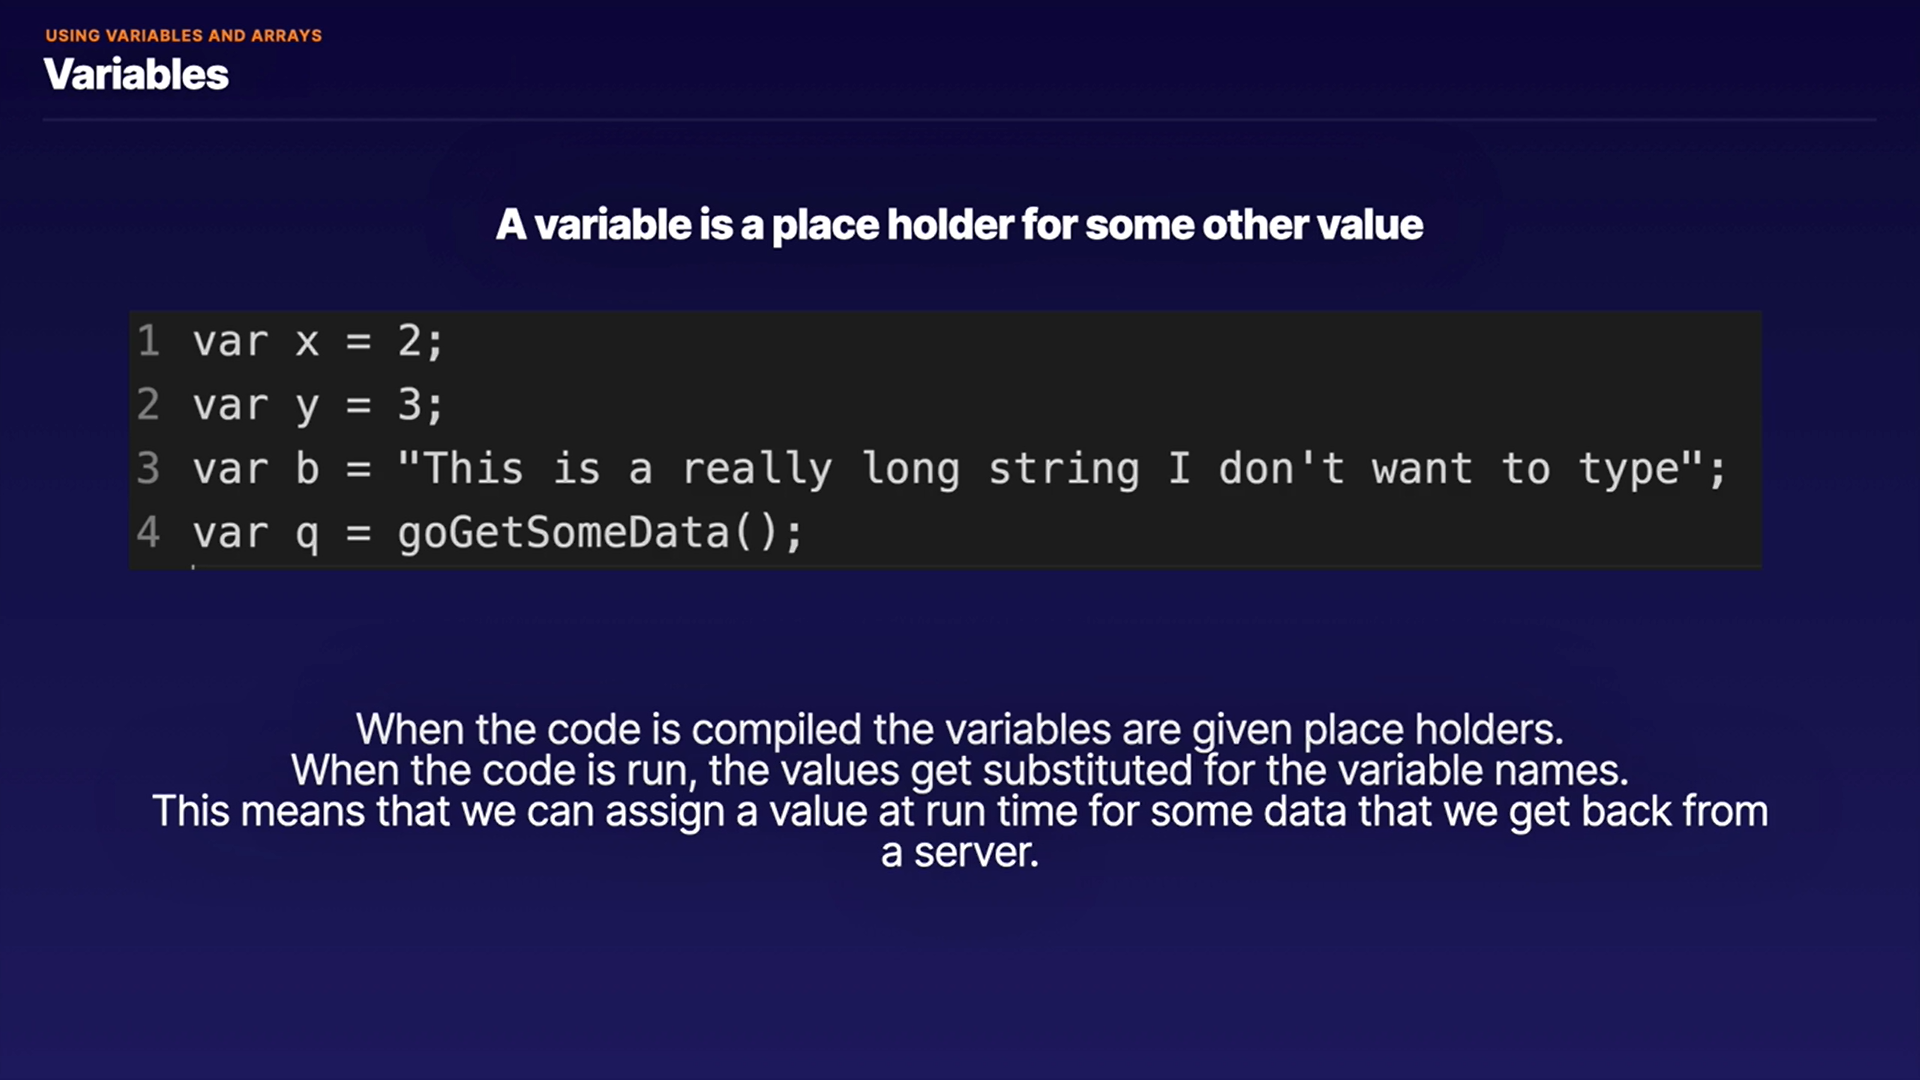 USING VARIABLES AND ARRAYS
Variables
A variable is a place holder for some other value
1 var x = 2;
2 var y = 3;
3 var b = "This is a really long string I don't want to type";
4 var q = goGetSomeData();
When the code is compiled the variables are given place holders.
When the code is run, the values get substituted for the variable names.
This means that we can assign a value at run time for some data that we get back from
a server.